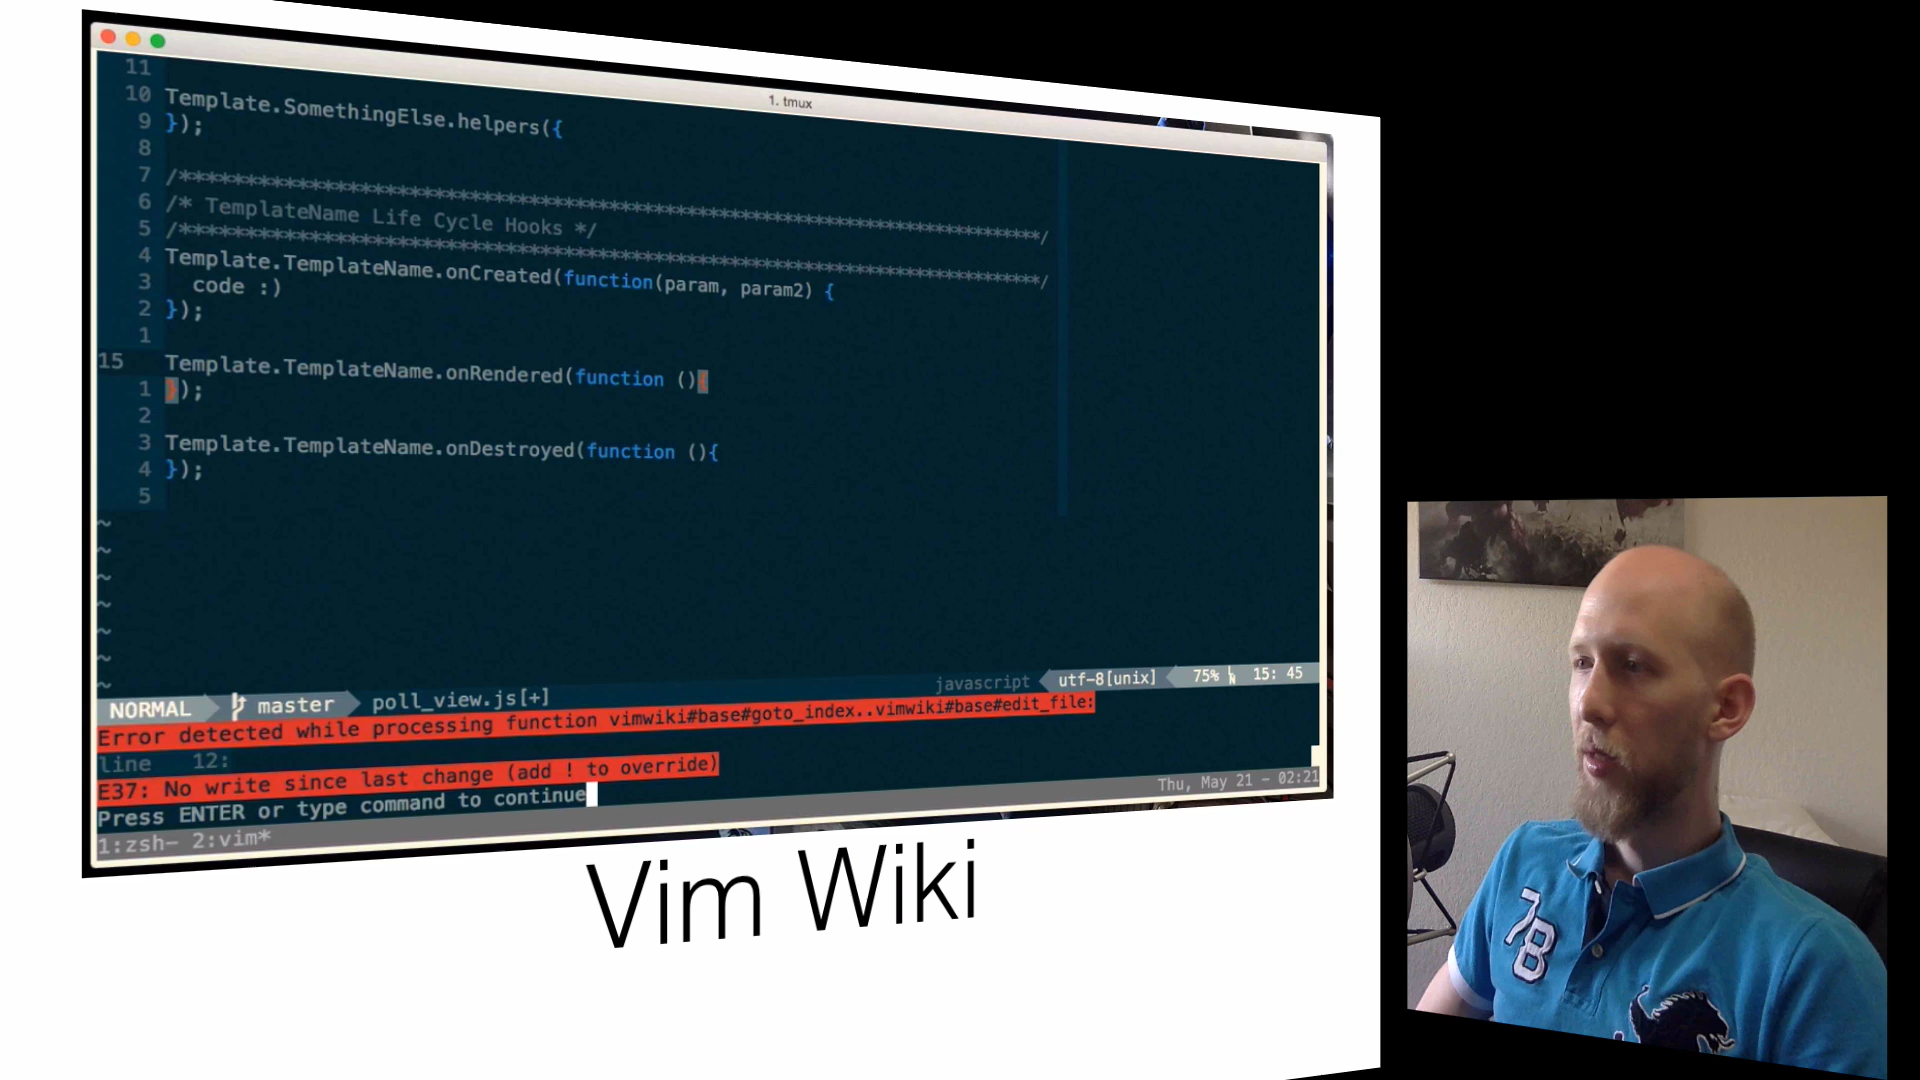 1. tmux
11
10 Template.SomethingElse.helpers({
9 });
8
7 /******************************************************************************/
6 /* TemplateName Life Cycle Hooks */
5 /******************************************************************************/
4 Template.TemplateName.onCreated(function(param, param2) {
3 code :)
2 });
1
15 Template.TemplateName.onRendered(function (){
1 });
2
3 Template.TemplateName.onDestroyed(function (){
4 });
5
~
~
~
~
~
~
~
NORMAL master poll_view.js[+] javascript utf-8[unix] 75% 15: 45
Error detected while processing function vimwiki#base#goto_index..vimwiki#base#edit_file:
line 12:
E37: No write since last change (add ! to override)
Press ENTER or type command to continue
1:zsh- 2:vim* Thu, May 21 - 02:21
Vim Wiki
78